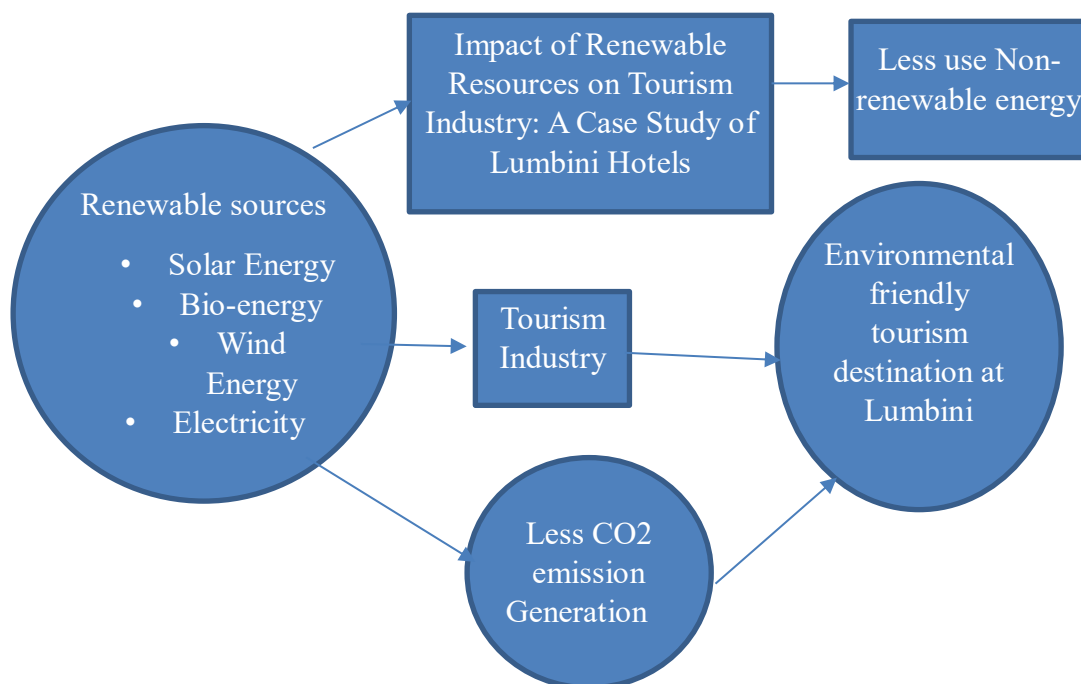 Renewable sources
• Solar Energy
• Bio-energy
• Wind
Energy
• Electricity
Impact of Renewable
Resources on Tourism
Industry: A Case Study of
Lumbini Hotels
Less use Non-
renewable energy
Tourism
Industry
Environmental
friendly
tourism
destination at
Lumbini
Less CO2
emission
Generation